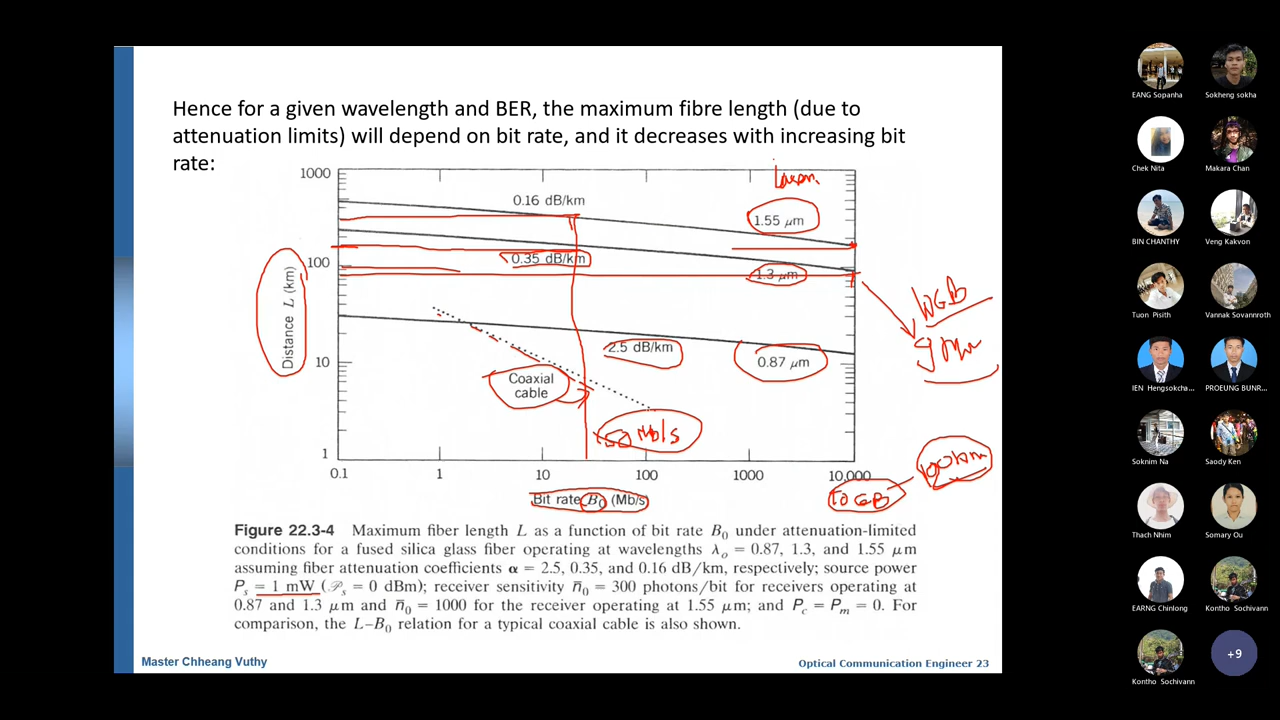 Hence for a given wavelength and BER, the maximum fibre length (due to
attenuation limits) will depend on bit rate, and it decreases with increasing bit
rate:
1000
0.16 dB/km
1.55 μm
100
0.35 dB/km
1.3 μm
Distance L (km)
2.5 dB/km
0.87 μm
10
Coaxial
cable
Mb/s
1
0.1 1 10 100 1000 10,000
100 km
Bit rate B0 (Mb/s)
10 GB
Figure 22.3-4 Maximum fiber length L as a function of bit rate B0 under attenuation-limited
conditions for a fused silica glass fiber operating at wavelengths λo = 0.87, 1.3, and 1.55 μm
assuming fiber attenuation coefficients α = 2.5, 0.35, and 0.16 dB/km, respectively; source power
Ps = 1 mW (𝒫s = 0 dBm); receiver sensitivity n̄0 = 300 photons/bit for receivers operating at
0.87 and 1.3 μm and n̄0 = 1000 for the receiver operating at 1.55 μm; and Pc = Pm = 0. For
comparison, the L–B0 relation for a typical coaxial cable is also shown.
Master Chheang Vuthy
Optical Communication Engineer 23
EANG Sopanha
Sokheng sokha
Chek Nita
Makara Chan
BIN CHANTHY
Veng Kakvon
Tuon Pisith
Vannak Sovannroth
IEN Hengsokcha...
PROEUNG BUNR...
Soknim Na
Saody Ken
Thach Nhim
Somary Ou
EARNG Chinlong
Kontho Sochivann
Kontho Sochivann
+9